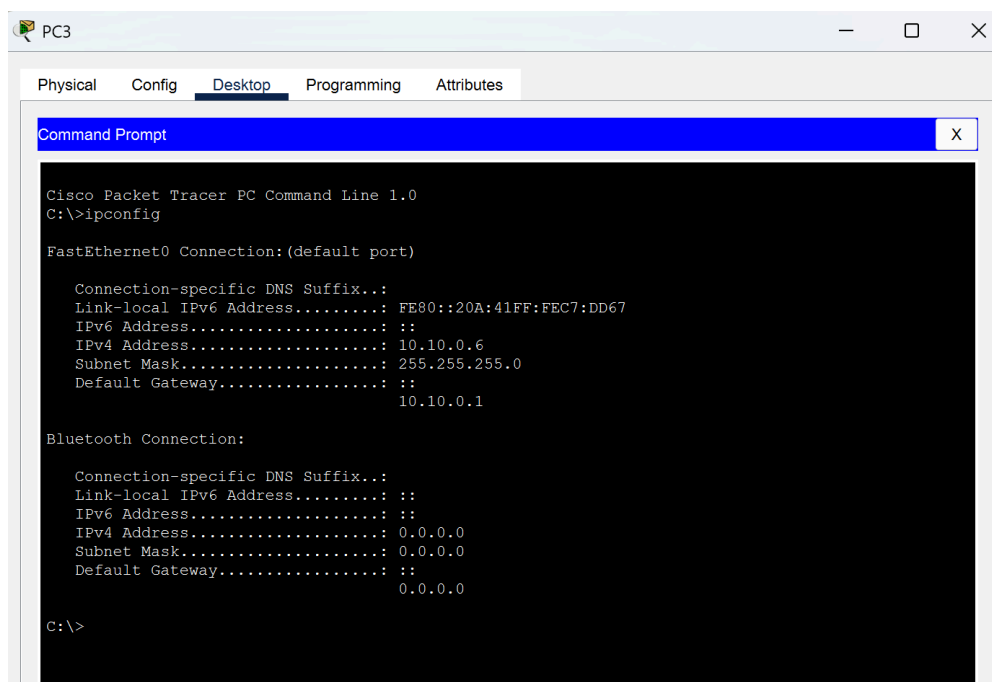 PC3
Physical Config Desktop Programming Attributes
Command Prompt
X
Cisco Packet Tracer PC Command Line 1.0
C:\>ipconfig
FastEthernet0 Connection:(default port)
Connection-specific DNS Suffix..:
Link-local IPv6 Address.........: FE80::20A:41FF:FEC7:DD67
IPv6 Address....................: ::
IPv4 Address....................: 10.10.0.6
Subnet Mask.....................: 255.255.255.0
Default Gateway.................: ::
10.10.0.1
Bluetooth Connection:
Connection-specific DNS Suffix..:
Link-local IPv6 Address.........: ::
IPv6 Address....................: ::
IPv4 Address....................: 0.0.0.0
Subnet Mask.....................: 0.0.0.0
Default Gateway.................: ::
0.0.0.0
C:\>